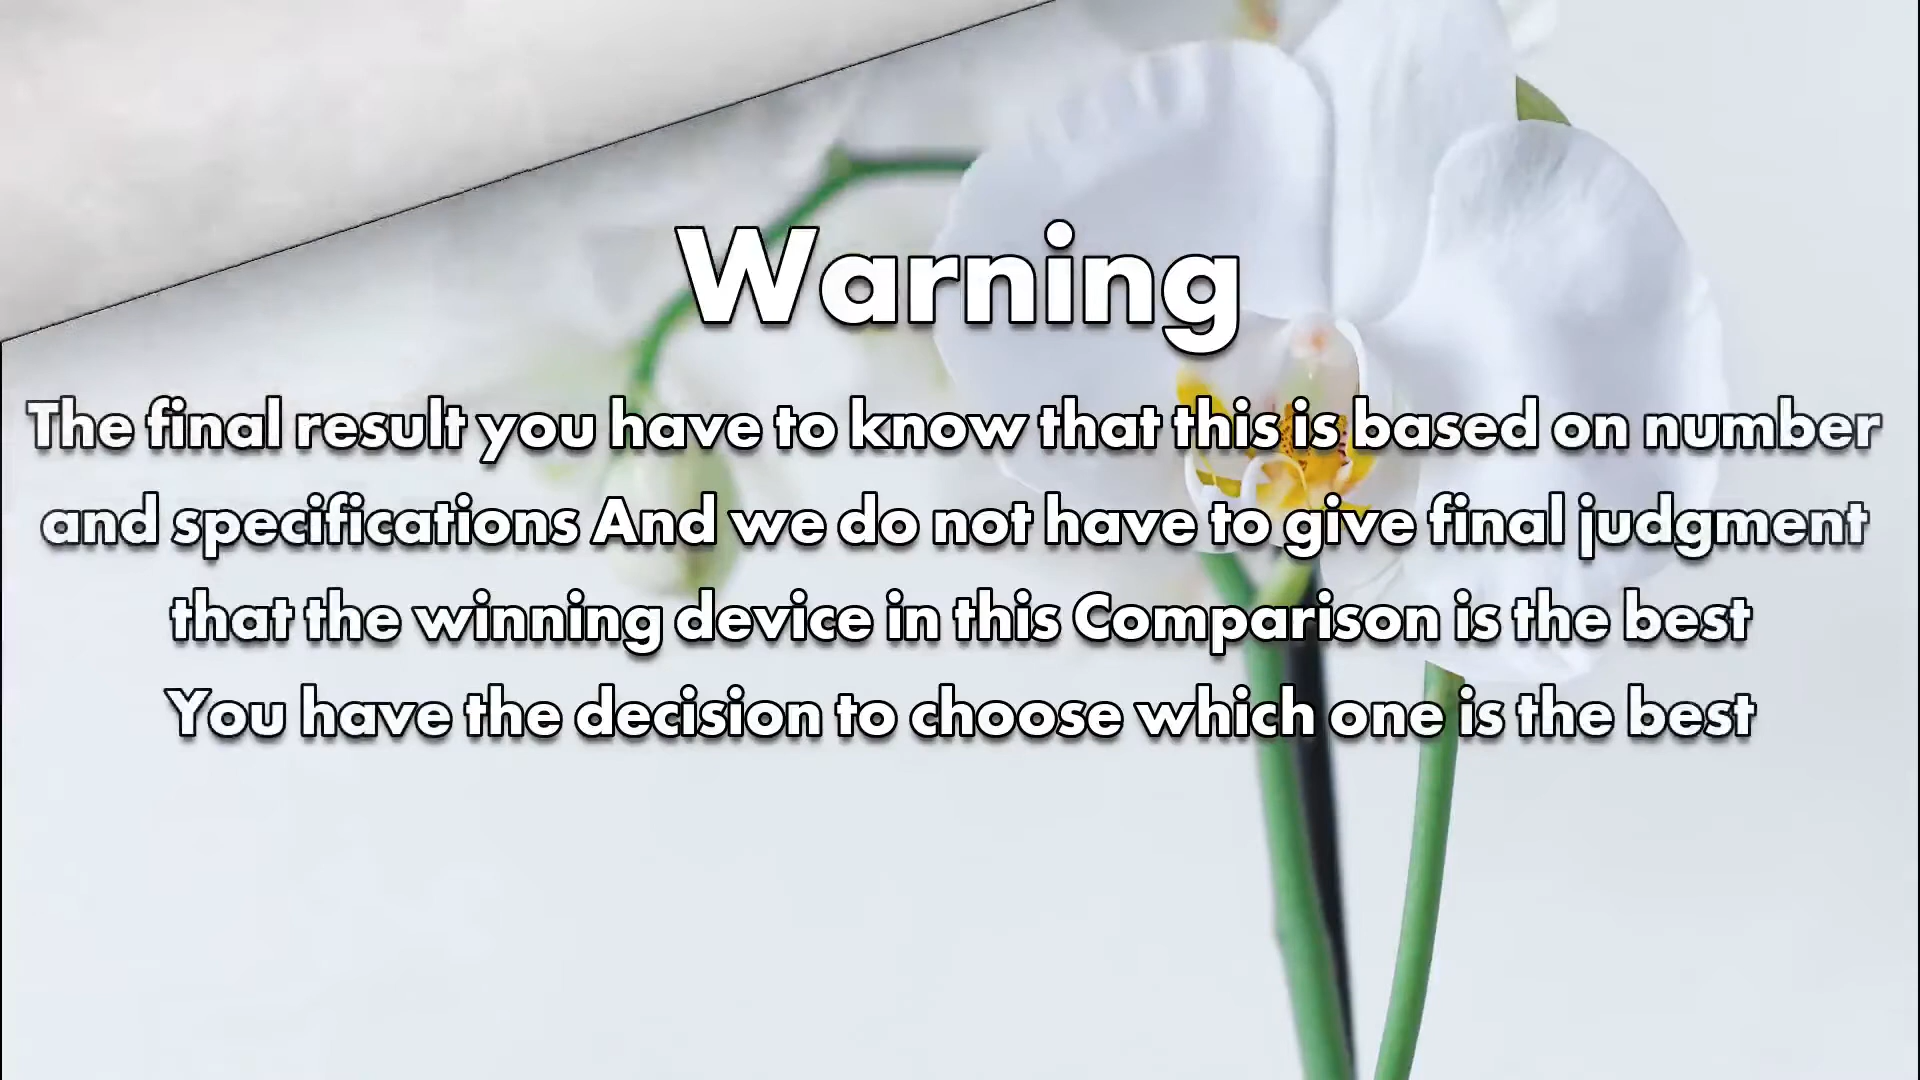 Warning
The final result you have to know that this is based on number
and specifications And we do not have to give final judgment
that the winning device in this Comparison is the best
You have the decision to choose which one is the best